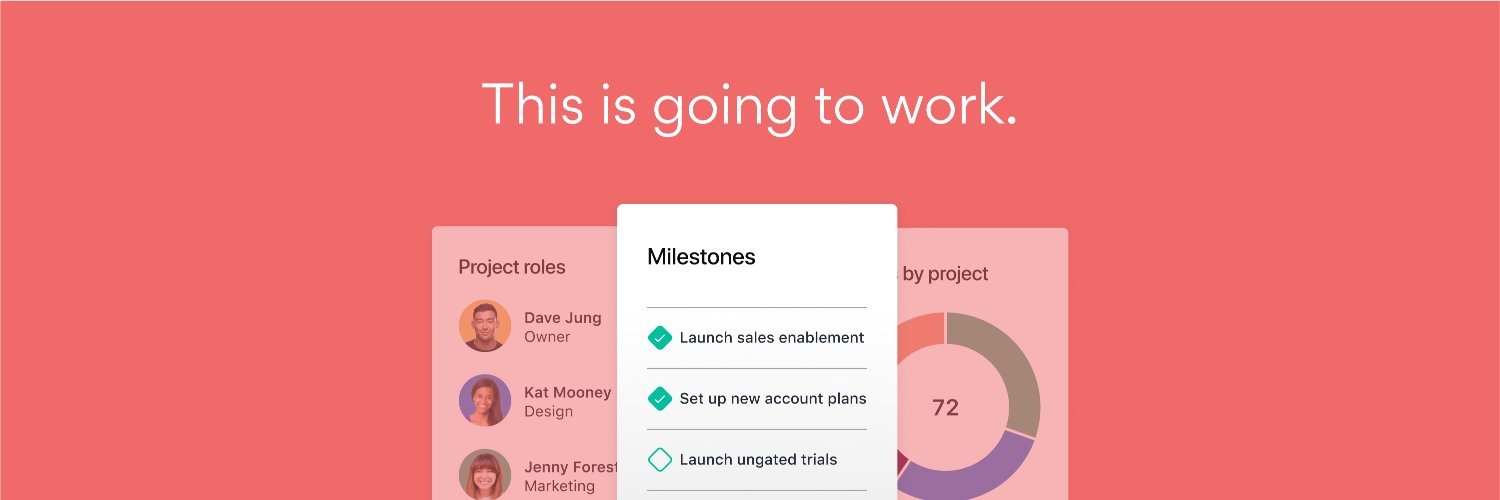 This is going to work.
Project roles
Dave Jung
Owner
Kat Mooney
Design
Jenny Forest
Marketing
Milestones
Launch sales enablement
Set up new account plans
Launch ungated trials
by project
72